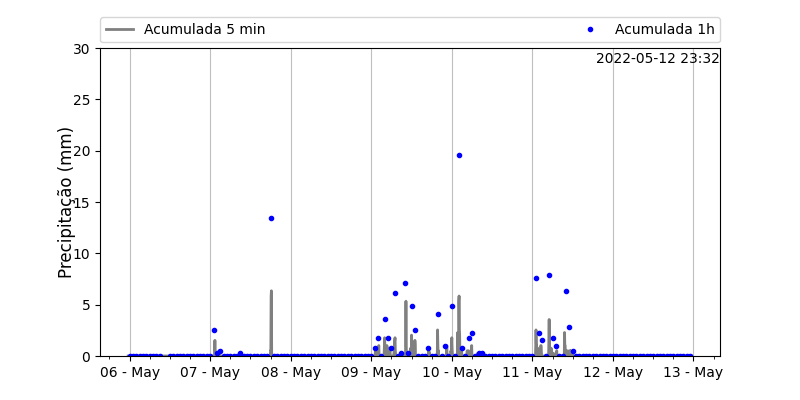 Acumulada 5 min
Acumulada 1h
2022-05-12 23:32
Precipitação (mm)
30
25
20
15
10
5
0
06 - May
07 - May
08 - May
09 - May
10 - May
11 - May
12 - May
13 - May